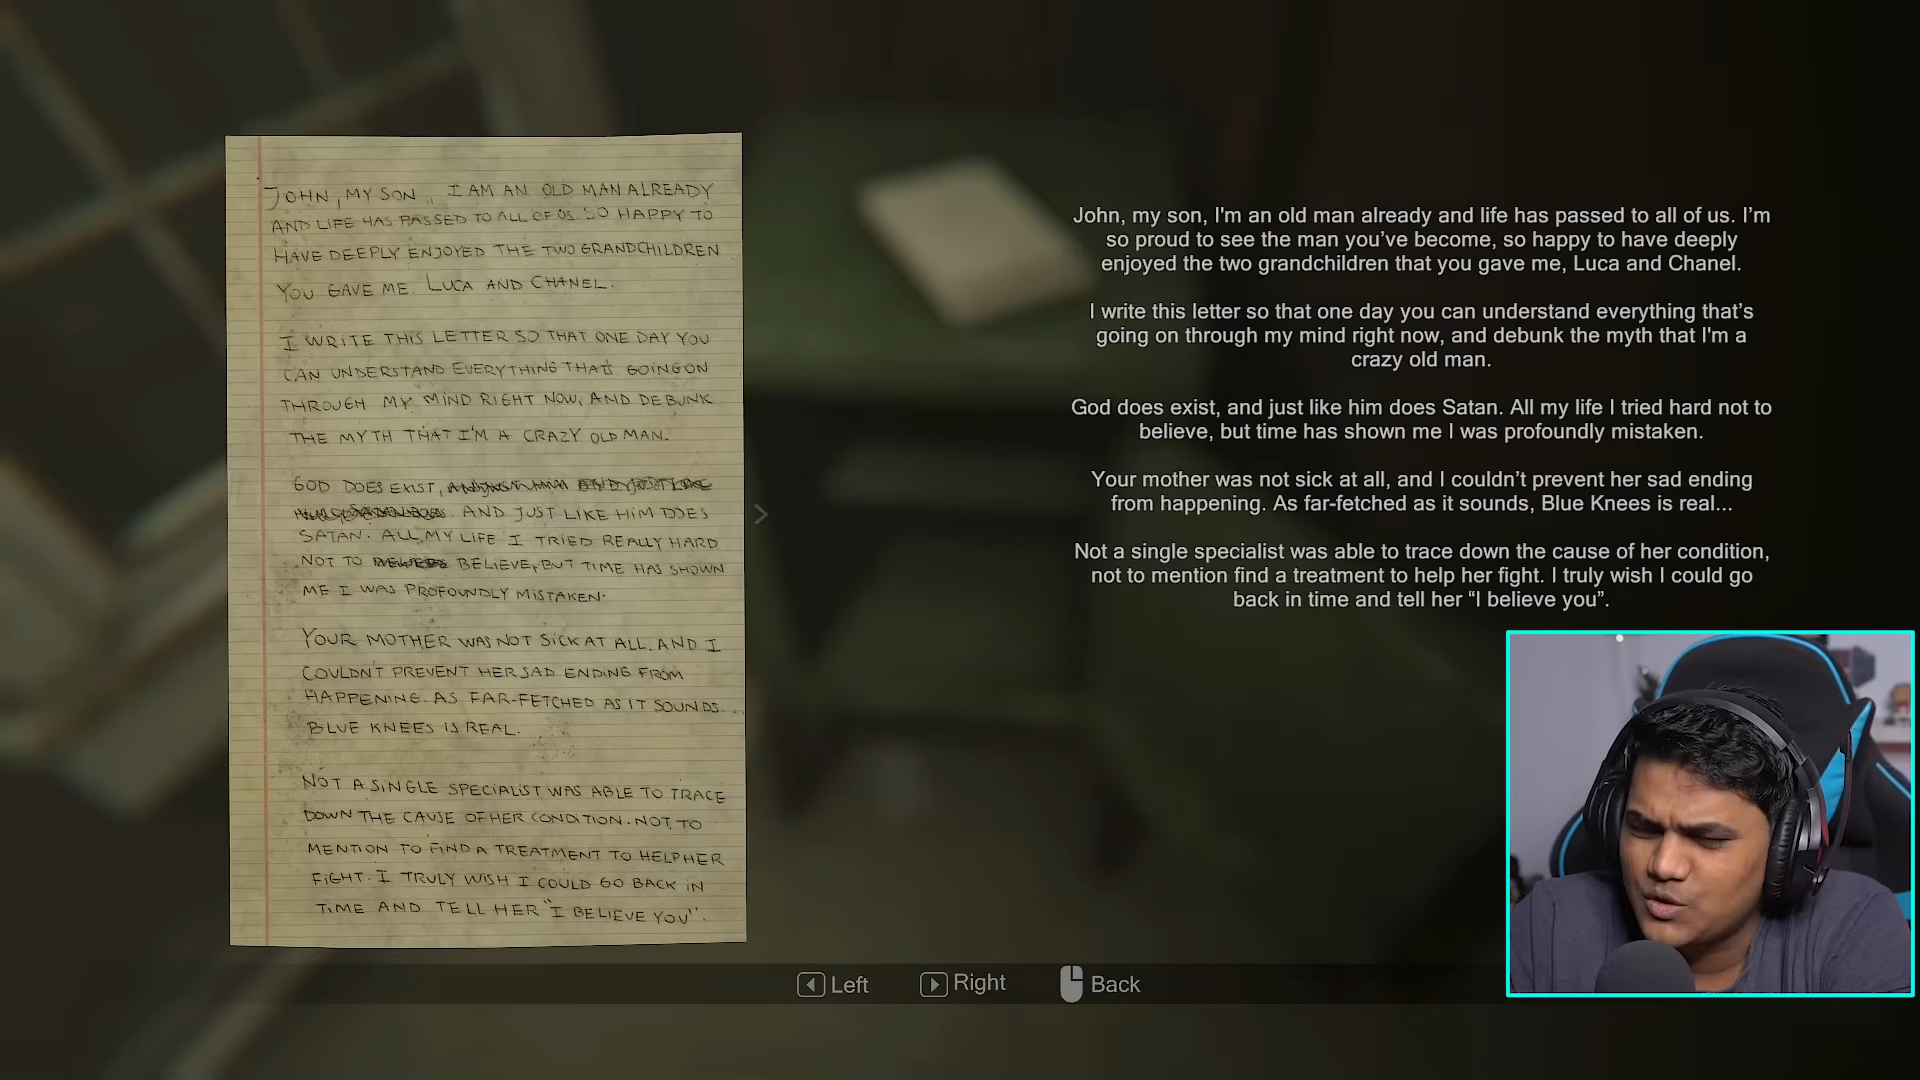 JOHN, MY SON, I AM AN OLD MAN ALREADY
AND LIFE HAS PASSED TO ALL OF US. SO HAPPY TO
HAVE DEEPLY ENJOYED THE TWO GRANDCHILDREN
YOU GAVE ME. LUCA AND CHANEL.
I WRITE THIS LETTER SO THAT ONE DAY YOU
CAN UNDERSTAND EVERYTHING THAT'S GOING ON
THROUGH MY MIND RIGHT NOW, AND DEBUNK
THE MYTH THAT I'M A CRAZY OLD MAN.
GOD DOES EXIST,
AND JUST LIKE HIM DOES
SATAN. ALL MY LIFE I TRIED REALLY HARD
NOT TO BELIEVE, BUT TIME HAS SHOWN
ME I WAS PROFOUNDLY MISTAKEN.
YOUR MOTHER WAS NOT SICK AT ALL. AND I
COULDN'T PREVENT HER SAD ENDING FROM
HAPPENING. AS FAR-FETCHED AS IT SOUNDS...
BLUE KNEES IS REAL.
NOT A SINGLE SPECIALIST WAS ABLE TO TRACE
DOWN THE CAUSE OF HER CONDITION. NOT TO
MENTION TO FIND A TREATMENT TO HELP HER
FIGHT. I TRULY WISH I COULD GO BACK IN
TIME AND TELL HER "I BELIEVE YOU".
John, my son, I'm an old man already and life has passed to all of us. I’m
so proud to see the man you’ve become, so happy to have deeply
enjoyed the two grandchildren that you gave me, Luca and Chanel.
I write this letter so that one day you can understand everything that’s
going on through my mind right now, and debunk the myth that I'm a
crazy old man.
God does exist, and just like him does Satan. All my life I tried hard not to
believe, but time has shown me I was profoundly mistaken.
Your mother was not sick at all, and I couldn’t prevent her sad ending
from happening. As far-fetched as it sounds, Blue Knees is real...
Not a single specialist was able to trace down the cause of her condition,
not to mention find a treatment to help her fight. I truly wish I could go
back in time and tell her “I believe you”.
Left
Right
Back